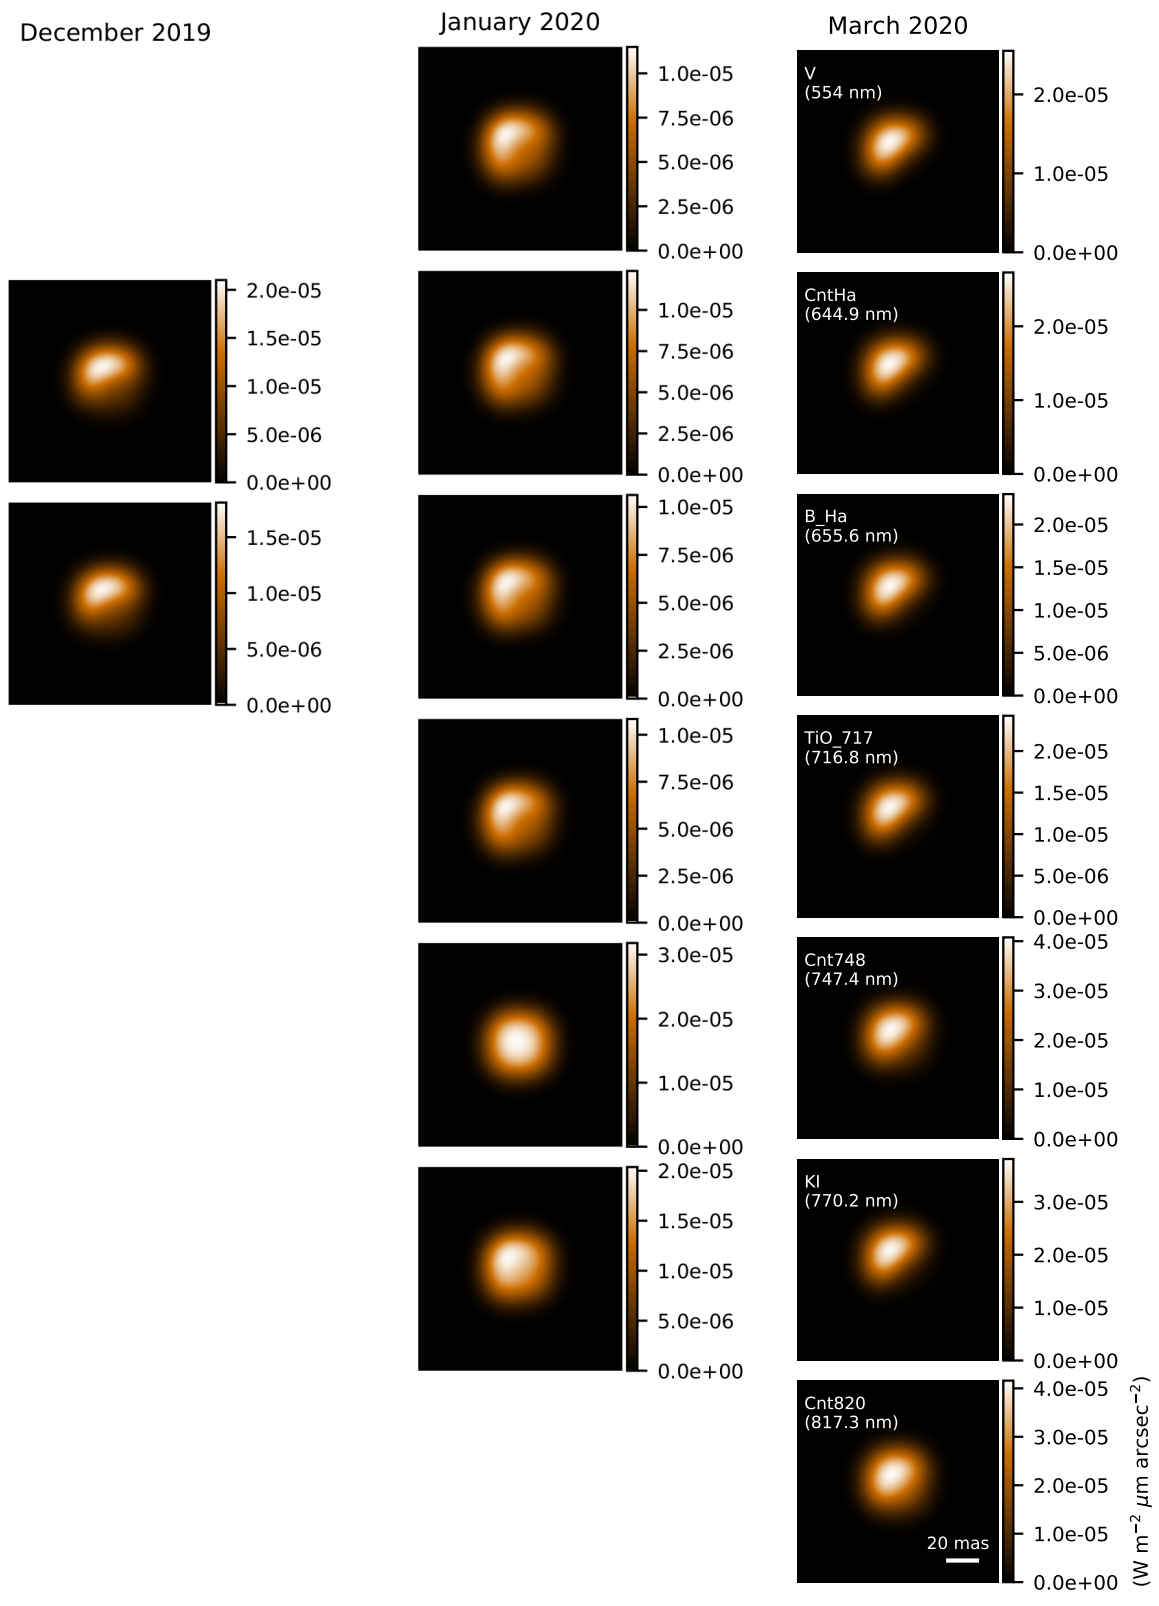 December 2019
January 2020
March 2020
1.0e-05
7.5e-06
5.0e-06
2.5e-06
0.0e+00
V
(554 nm)
2.0e-05
1.0e-05
0.0e+00
2.0e-05
1.5e-05
1.0e-05
5.0e-06
0.0e+00
1.0e-05
7.5e-06
5.0e-06
2.5e-06
0.0e+00
CntHa
(644.9 nm)
2.0e-05
1.0e-05
0.0e+00
1.5e-05
1.0e-05
5.0e-06
0.0e+00
1.0e-05
7.5e-06
5.0e-06
2.5e-06
0.0e+00
B_Ha
(655.6 nm)
2.0e-05
1.5e-05
1.0e-05
5.0e-06
0.0e+00
1.0e-05
7.5e-06
5.0e-06
2.5e-06
0.0e+00
TiO_717
(716.8 nm)
2.0e-05
1.5e-05
1.0e-05
5.0e-06
0.0e+00
3.0e-05
2.0e-05
1.0e-05
0.0e+00
Cnt748
(747.4 nm)
4.0e-05
3.0e-05
2.0e-05
1.0e-05
0.0e+00
2.0e-05
1.5e-05
1.0e-05
5.0e-06
0.0e+00
KI
(770.2 nm)
3.0e-05
2.0e-05
1.0e-05
0.0e+00
Cnt820
(817.3 nm)
20 mas
4.0e-05
3.0e-05
2.0e-05
1.0e-05
0.0e+00
(W m⁻² μm arcsec⁻²)